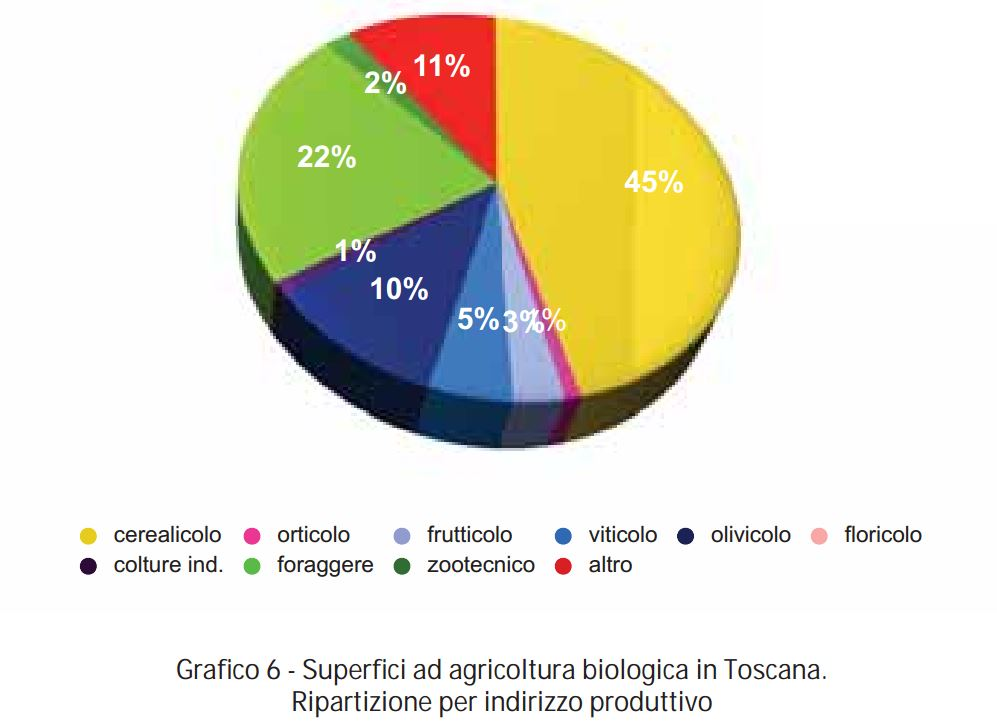 11%
2%
45%
22%
1%
10%
5% 3% 1%
cerealicolo orticolo frutticolo viticolo olivicolo floricolo
colture ind. foraggere zootecnico altro
Grafico 6 - Superfici ad agricoltura biologica in Toscana.
Ripartizione per indirizzo produttivo